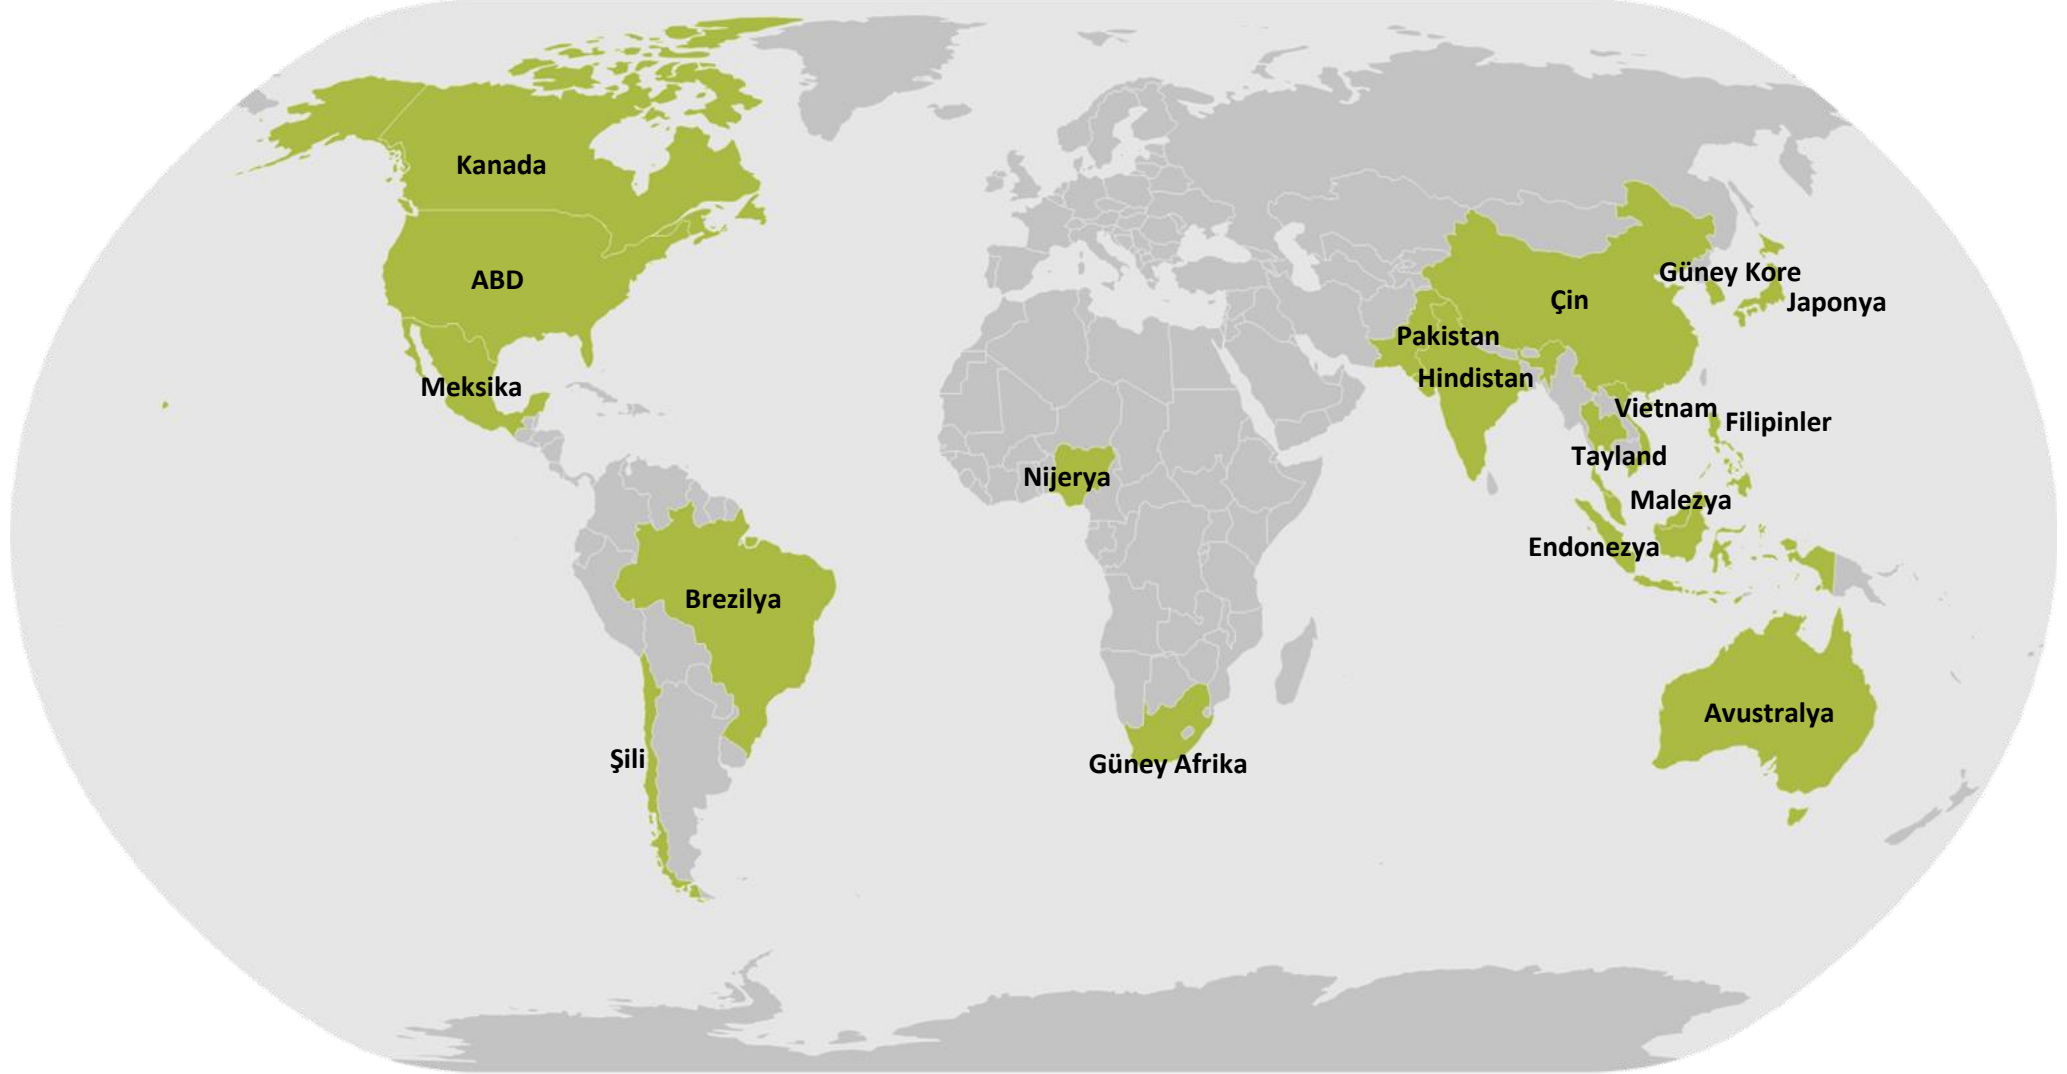 Kanada
ABD
Meksika
Brezilya
Şili
Nijerya
Güney Afrika
Güney Kore
Çin
Japonya
Pakistan
Hindistan
Vietnam
Filipinler
Tayland
Malezya
Endonezya
Avustralya